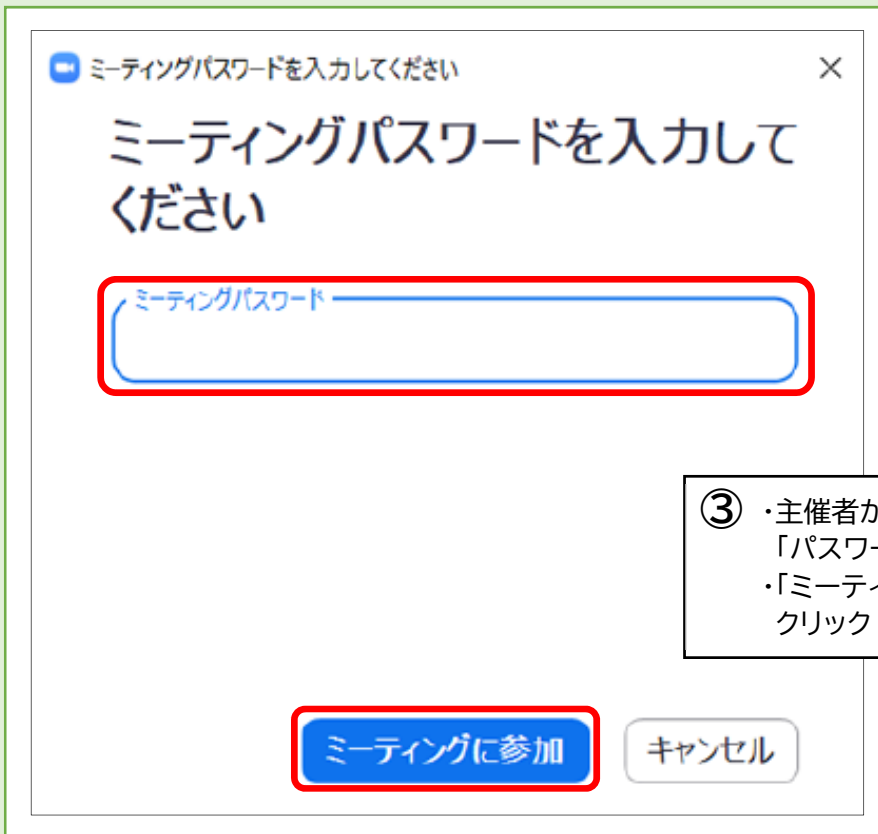 ミーティングパスワードを入力してください
ミーティングパスワードを入力して
ください
ミーティングパスワード
③ ・主催者か
「パスワー
・「ミーティ
クリック
ミーティングに参加
キャンセル